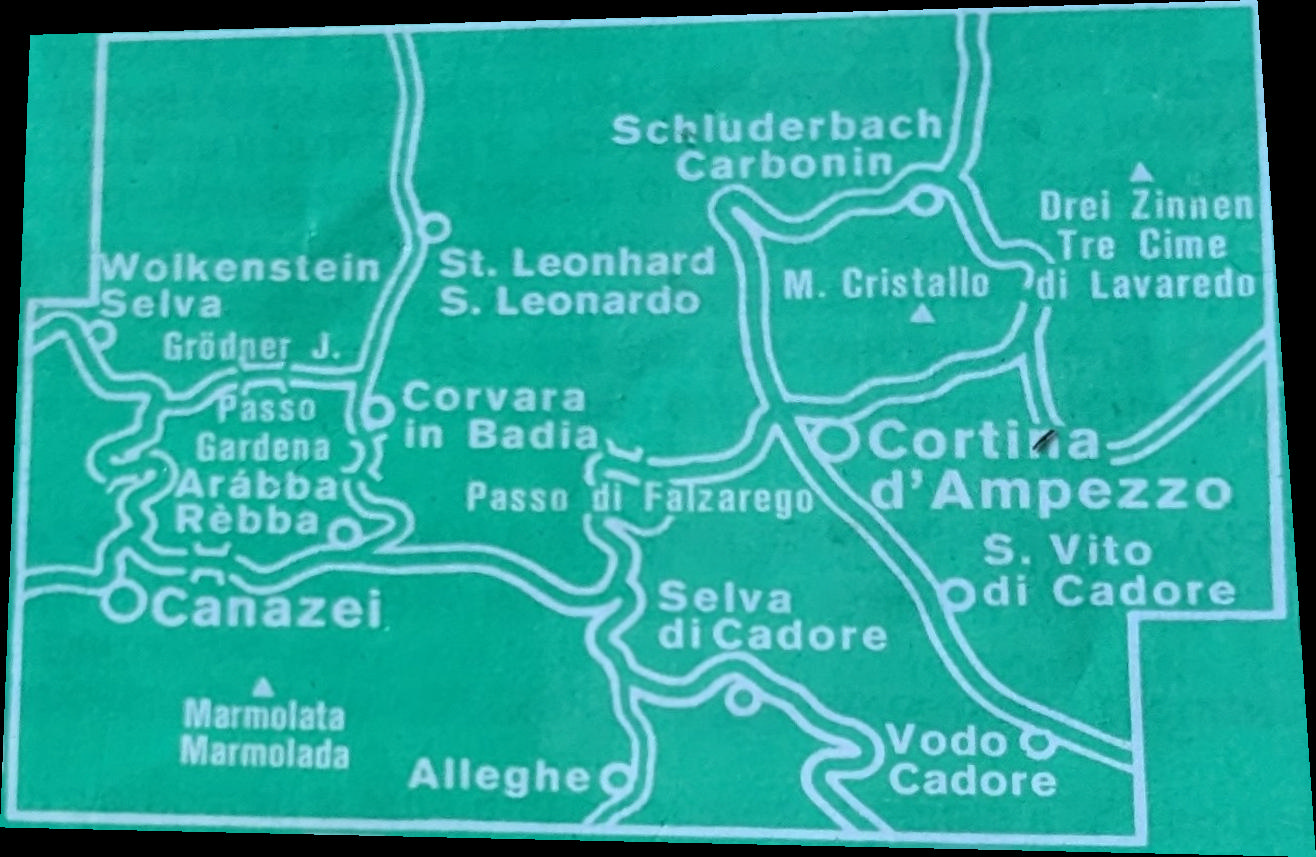 Schluderbach
Carbonin
Drei Zinnen
Tre Cime
di Lavaredo
Wolkenstein
Selva
St. Leonhard
S. Leonardo
M. Cristallo
Grödner J.
Passo
Gardena
Corvara
in Badia
Arábba
Rèbba
Passo di Falzarego
Cortina
d'Ampezzo
S. Vito
di Cadore
Canazei
Selva
di Cadore
Marmolata
Marmolada
Alleghe
Vodo
Cadore